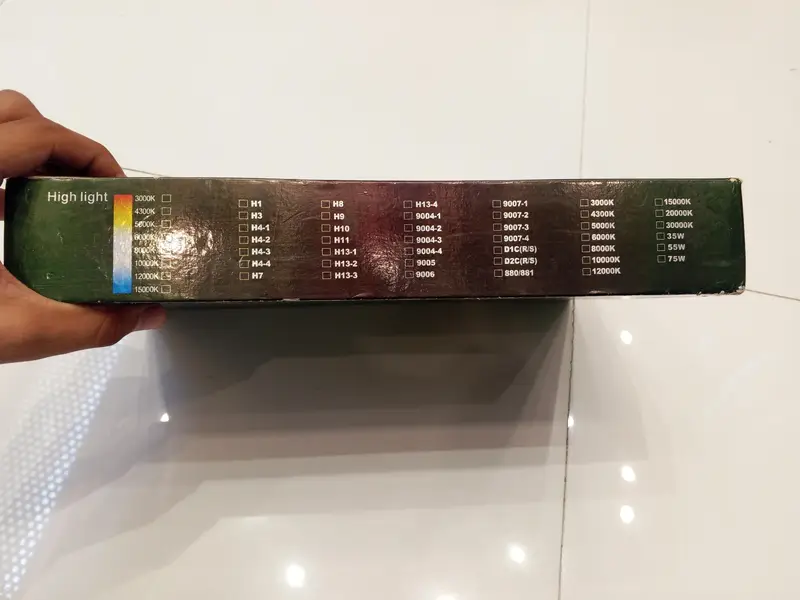 High light
3000K
4300K
5000K
6000K
8000K
10000K
12000K
15000K
H1
H3
H4-1
H4-2
H4-3
H4-4
H7
H8
H9
H10
H11
H13-1
H13-2
H13-3
H13-4
9004-1
9004-2
9004-3
9004-4
9005
9006
9007-1
9007-2
9007-3
9007-4
D1C(R/S)
D2C(R/S)
880/881
3000K
4300K
5000K
6000K
8000K
10000K
12000K
15000K
20000K
30000K
35W
55W
75W